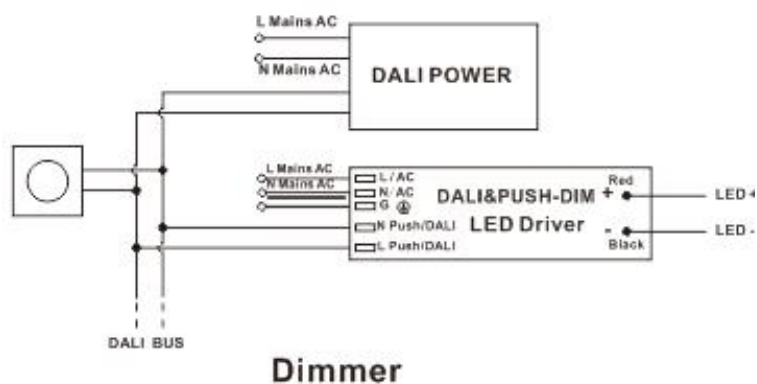 L Mains AC
N Mains AC
DALI POWER
L Mains AC
N Mains AC
L/AC
N/AC
G
N Push/DALI
L Push/DALI
DALI&PUSH-DIM
LED Driver
Red
+
-
Black
LED +
LED -
DALI BUS
Dimmer